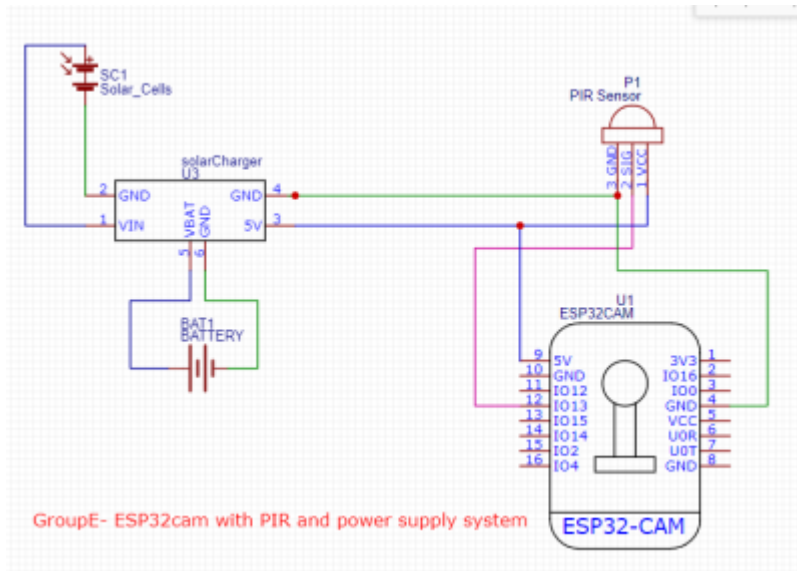 SC1
Solar_Cells
P1
PIR Sensor
3 GND
2 SIG
1 VCC
solarCharger
U3
2 GND
1 VIN
GND 4
5V 3
VBAT 5
GND 6
BAT1
BATTERY
U1
ESP32CAM
9 5V
10 GND
11 IO12
12 IO13
13 IO15
14 IO14
15 IO2
16 IO4
3V3 1
IO16 2
IO0 3
GND 4
VCC 5
U0R 6
U0T 7
GND 8
ESP32-CAM
GroupE- ESP32cam with PIR and power supply system